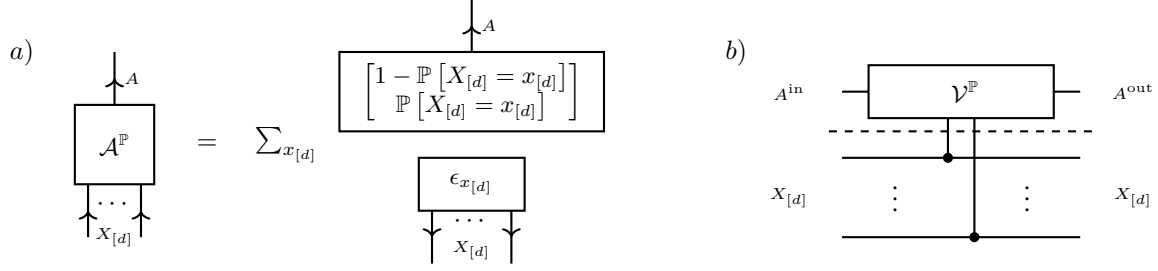 a)
A
𝒜^ℙ
⋯
X_[d]
=
∑_{x_[d]}
A
[1 − ℙ [X_[d] = x_[d]]]
[ℙ [X_[d] = x_[d]]]
ϵ_{x_[d]}
⋯
X_[d]
b)
A^in
𝒱^ℙ
A^out
X_[d]
⋮
⋮
X_[d]